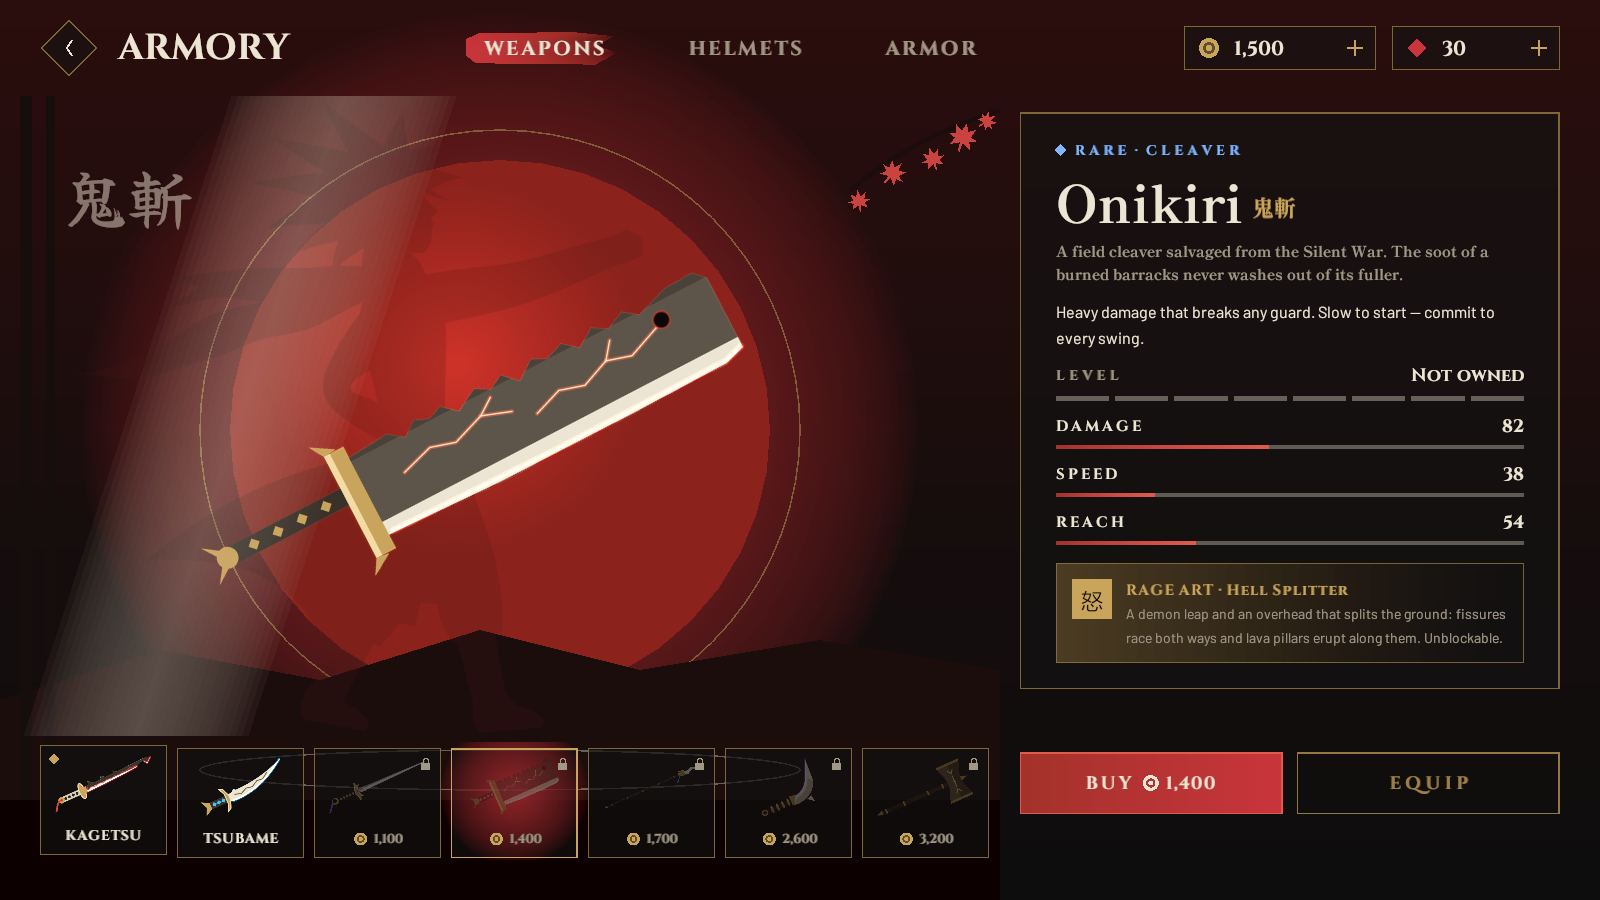 ARMORY
WEAPONS
HELMETS
ARMOR
1,500
30
鬼斬
RARE · CLEAVER
Onikiri 鬼斬
A field cleaver salvaged from the Silent War. The soot of a
burned barracks never washes out of its fuller.
Heavy damage that breaks any guard. Slow to start — commit to
every swing.
LEVEL
NOT OWNED
DAMAGE
82
SPEED
38
REACH
54
怒
RAGE ART · HELL SPLITTER
A demon leap and an overhead that splits the ground: fissures
race both ways and lava pillars erupt along them. Unblockable.
KAGETSU
TSUBAME
1,100
1,400
1,700
2,600
3,200
BUY 1,400
EQUIP